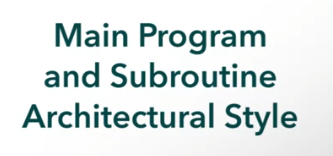 Main Program
and Subroutine
Architectural Style